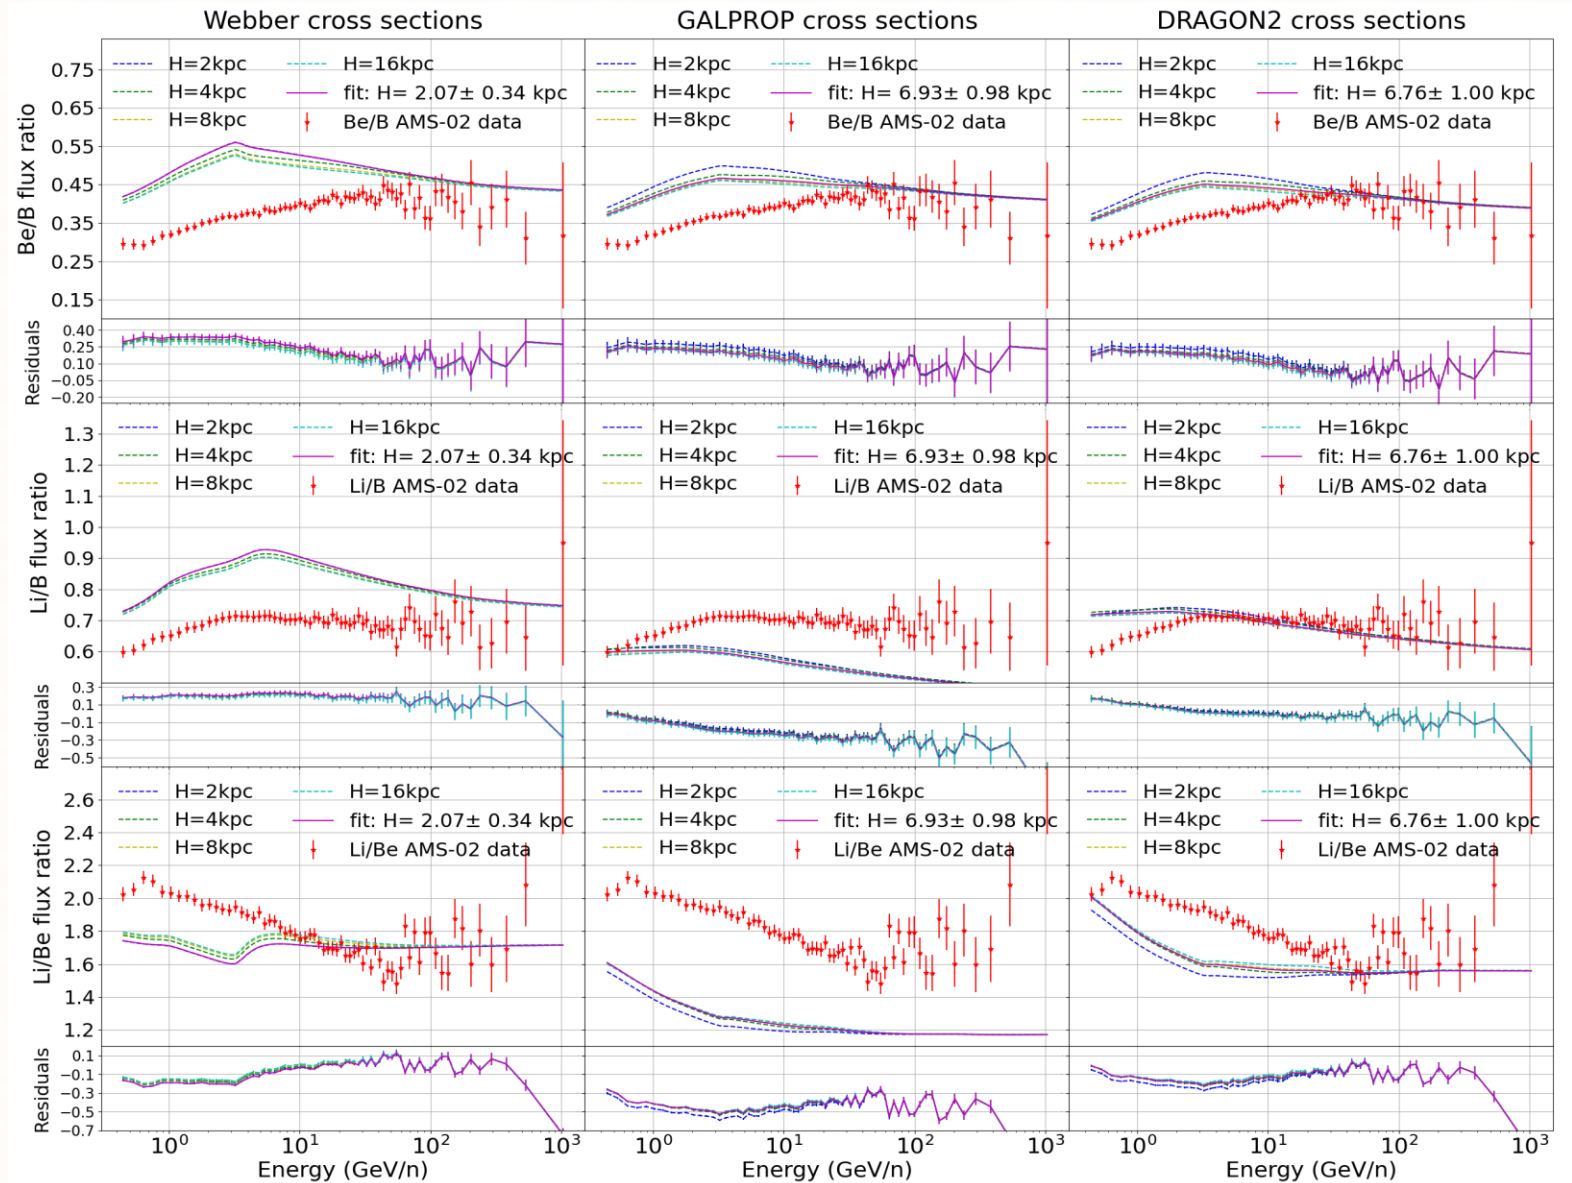 Webber cross sections GALPROP cross sections DRAGON2 cross sections
Be/B flux ratio
0.75
0.65
0.55
0.45
0.35
0.25
0.15
H=2kpc H=16kpc
H=4kpc fit: H= 2.07± 0.34 kpc
H=8kpc Be/B AMS-02 data
H=2kpc H=16kpc
H=4kpc fit: H= 6.93± 0.98 kpc
H=8kpc Be/B AMS-02 data
H=2kpc H=16kpc
H=4kpc fit: H= 6.76± 1.00 kpc
H=8kpc Be/B AMS-02 data
Residuals
0.40
0.25
0.10
−0.05
−0.20
Li/B flux ratio
1.3
1.2
1.1
1.0
0.9
0.8
0.7
0.6
H=2kpc H=16kpc
H=4kpc fit: H= 2.07± 0.34 kpc
H=8kpc Li/B AMS-02 data
H=2kpc H=16kpc
H=4kpc fit: H= 6.93± 0.98 kpc
H=8kpc Li/B AMS-02 data
H=2kpc H=16kpc
H=4kpc fit: H= 6.76± 1.00 kpc
H=8kpc Li/B AMS-02 data
Residuals
0.3
0.1
−0.1
−0.3
−0.5
Li/Be flux ratio
2.6
2.4
2.2
2.0
1.8
1.6
1.4
1.2
H=2kpc H=16kpc
H=4kpc fit: H= 2.07± 0.34 kpc
H=8kpc Li/Be AMS-02 data
H=2kpc H=16kpc
H=4kpc fit: H= 6.93± 0.98 kpc
H=8kpc Li/Be AMS-02 data
H=2kpc H=16kpc
H=4kpc fit: H= 6.76± 1.00 kpc
H=8kpc Li/Be AMS-02 data
Residuals
0.1
−0.1
−0.3
−0.5
−0.7
10⁰ 10¹ 10² 10³ 10⁰ 10¹ 10² 10³ 10⁰ 10¹ 10² 10³
Energy (GeV/n) Energy (GeV/n) Energy (GeV/n)